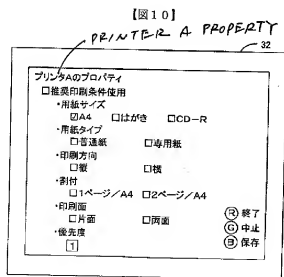 【図10】
PRINTER A PROPERTY
32
プリンタAのプロパティ
□推奨印刷条件使用
・用紙サイズ
☑A4 □はがき □CD-R
・用紙タイプ
□普通紙 □専用紙
・印刷方向
□縦 □横
・割付
□1ページ/A4 □2ページ/A4
・印刷面
□片面 □両面
・優先度
1
Ⓡ 終了
Ⓖ 中止
Ⓑ 保存